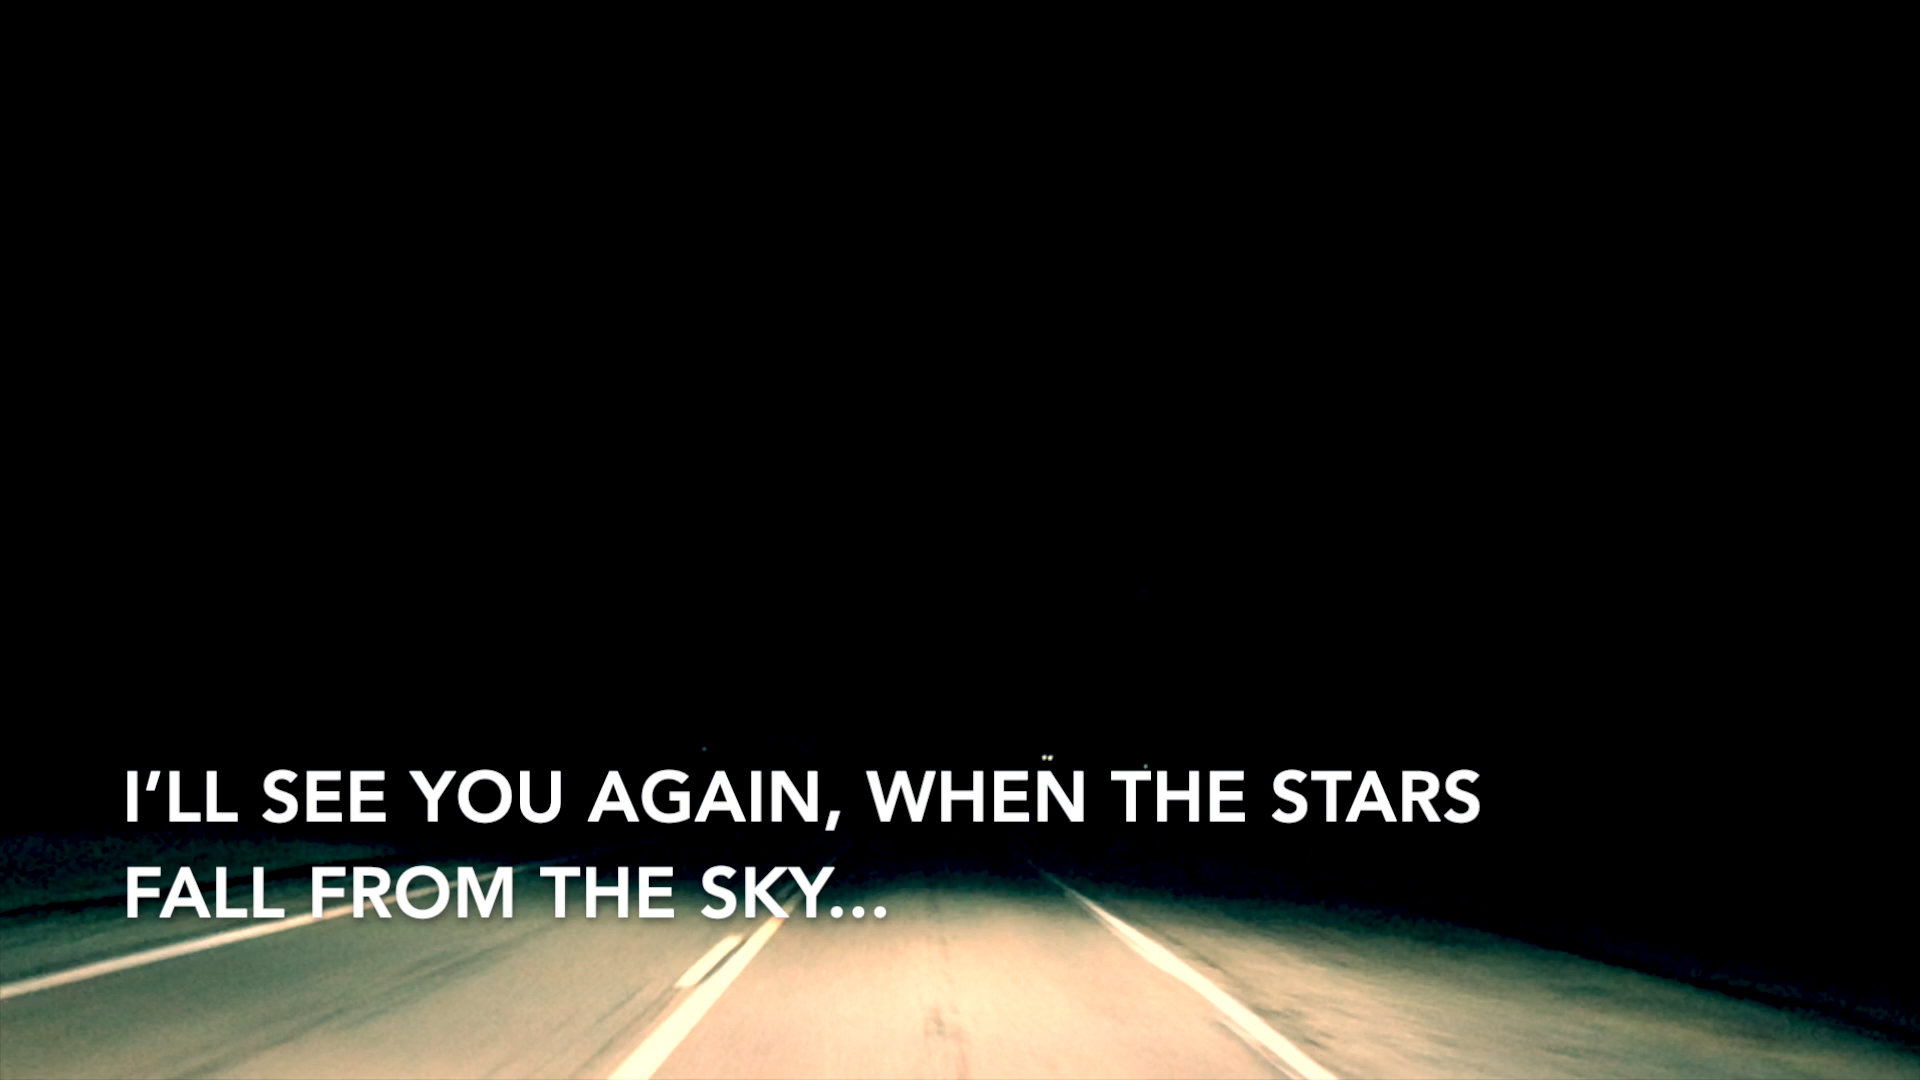 I’LL SEE YOU AGAIN, WHEN THE STARS
FALL FROM THE SKY...